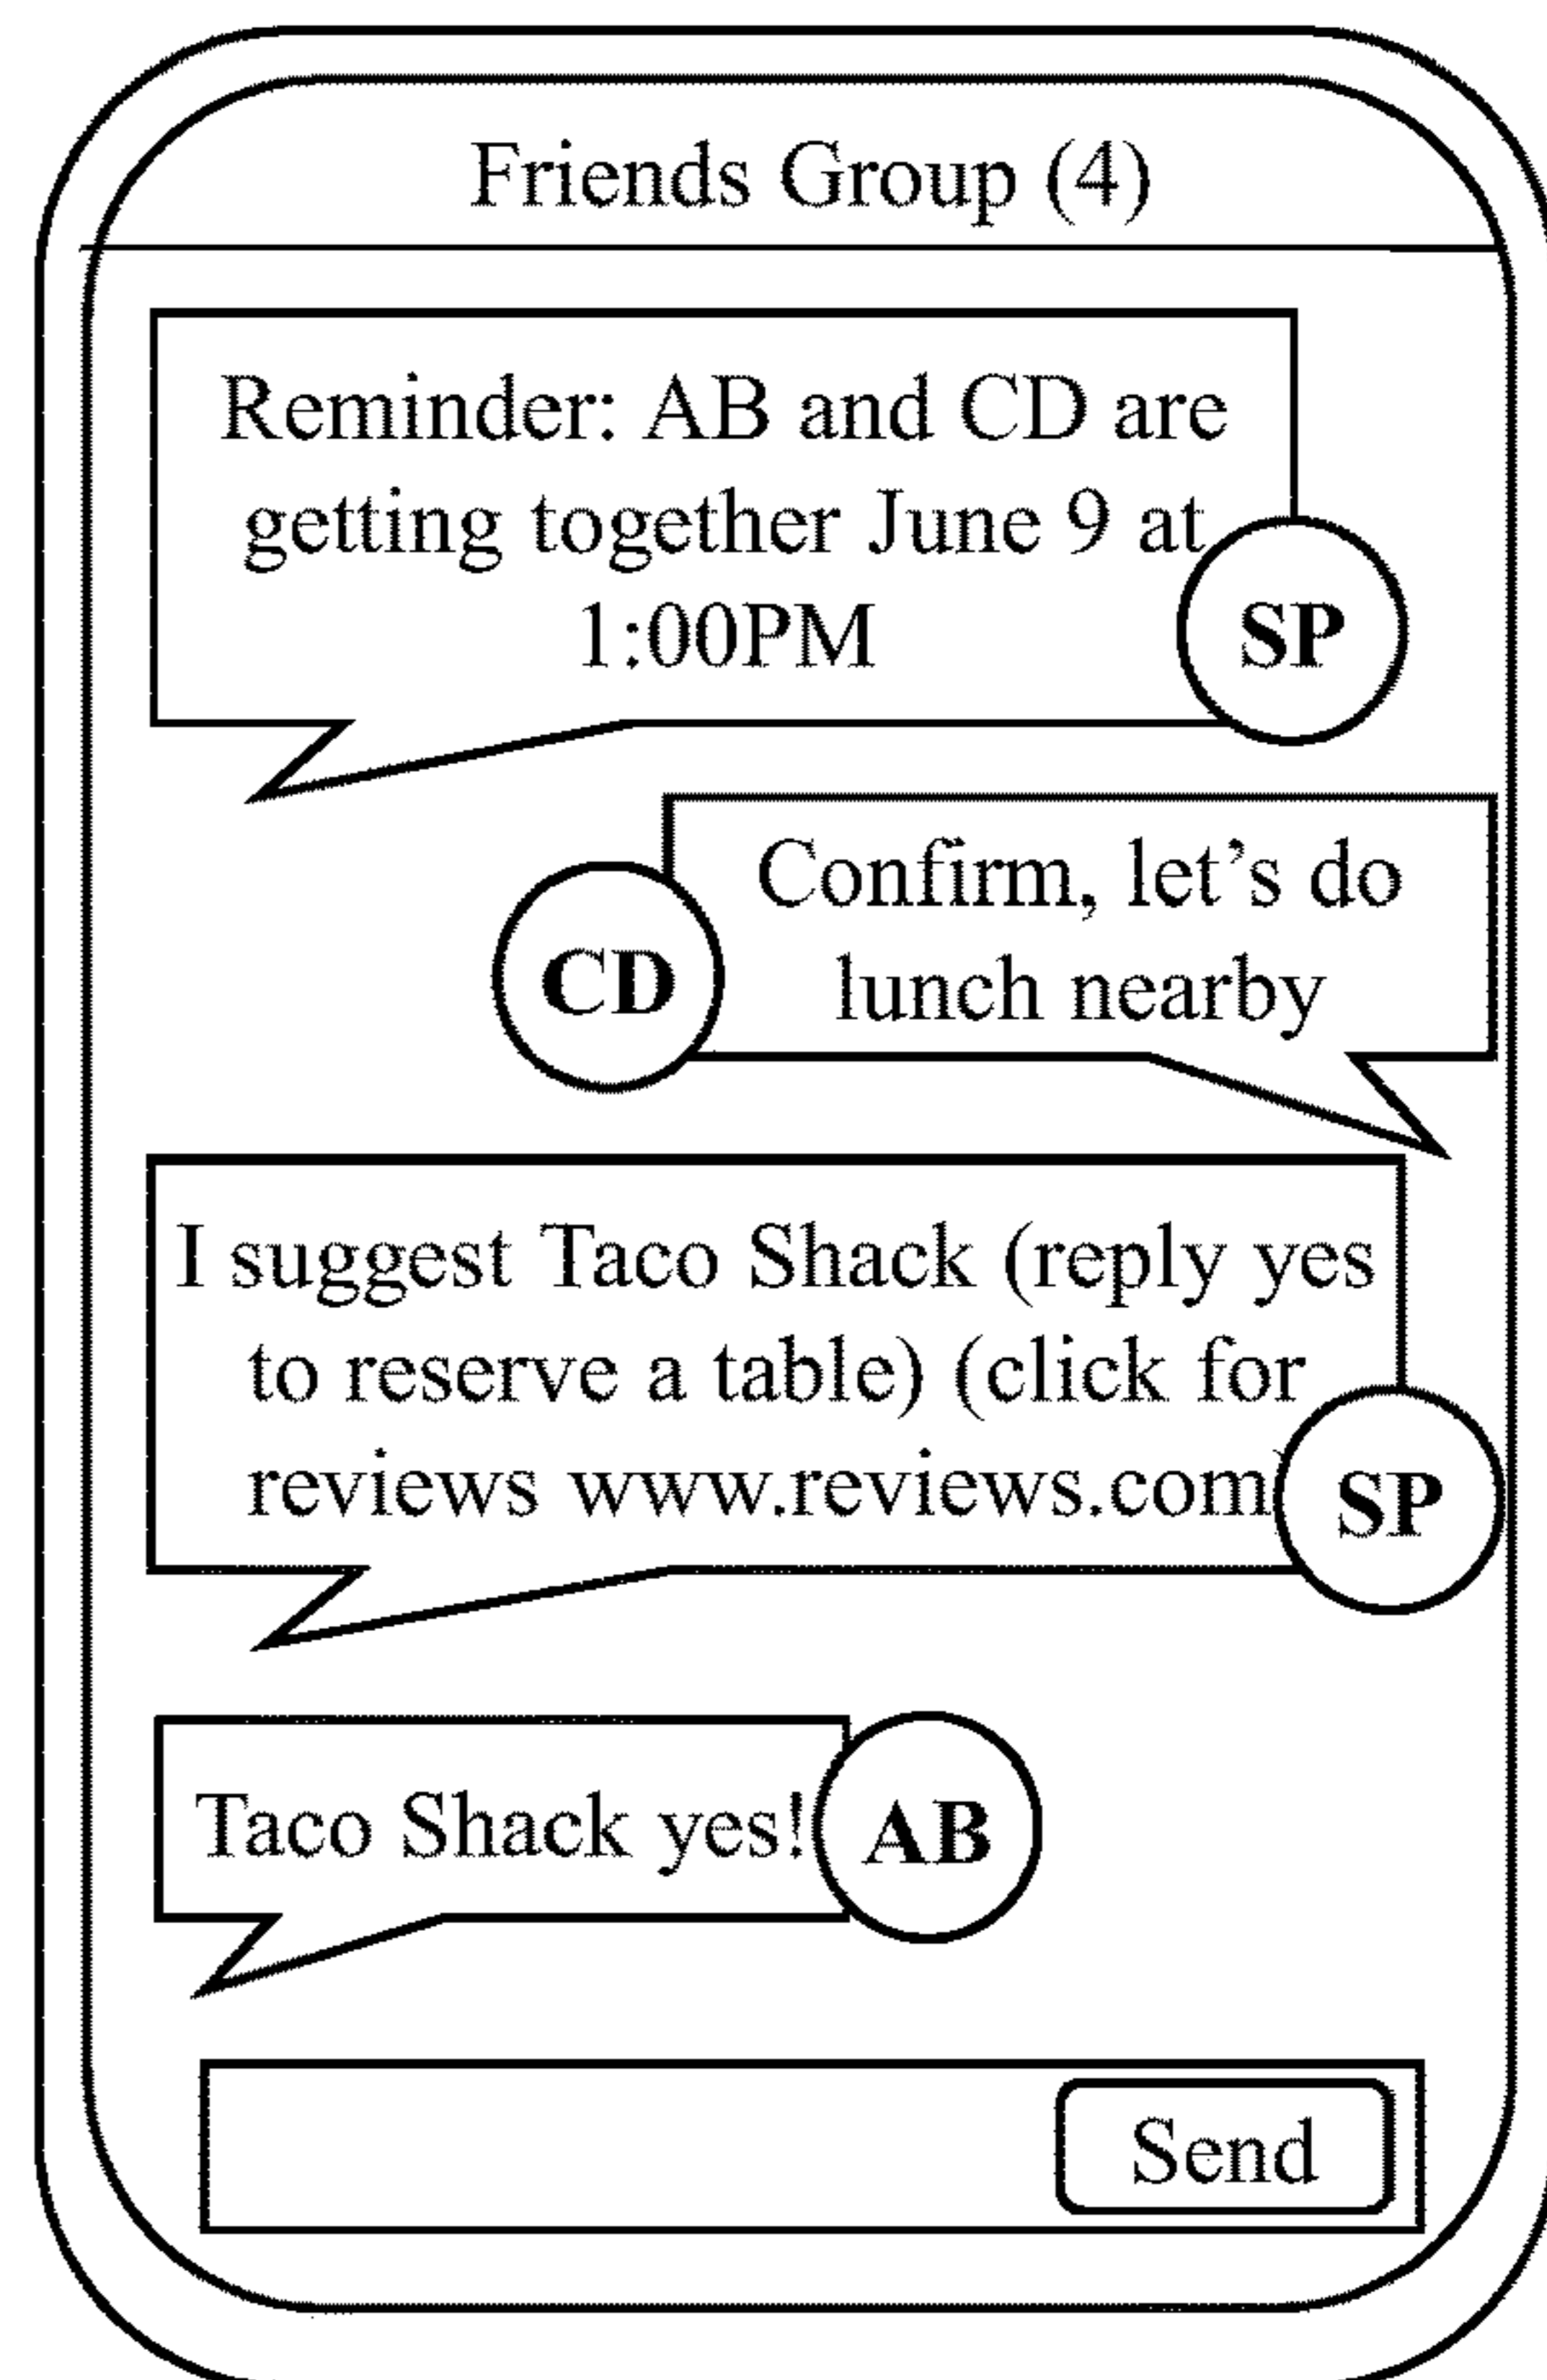 Friends Group (4)
Reminder: AB and CD are
getting together June 9 at
1:00PM
SP
Confirm, let’s do
lunch nearby
CD
I suggest Taco Shack (reply yes
to reserve a table) (click for
reviews www.reviews.com)
SP
Taco Shack yes!
AB
Send